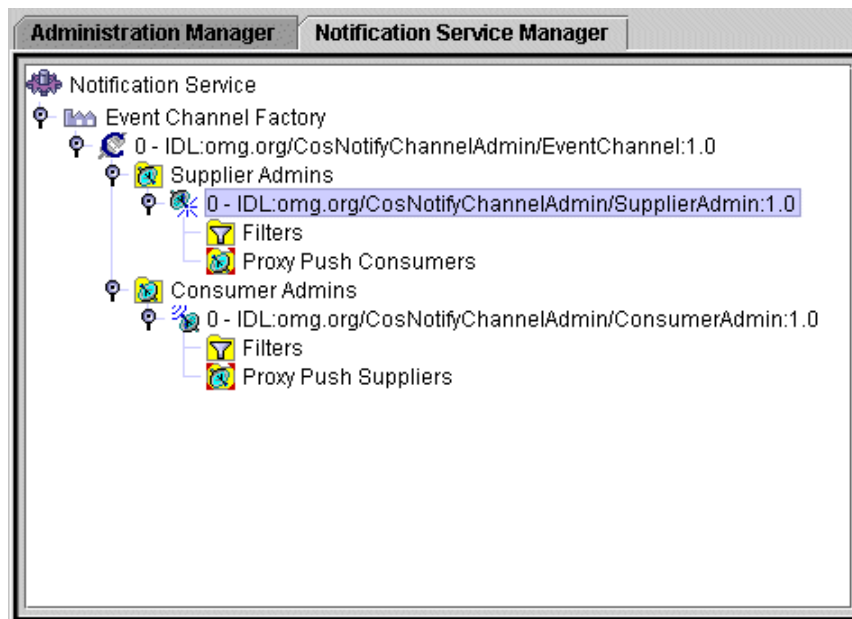 Administration Manager Notification Service Manager
Notification Service
Event Channel Factory
0 - IDL:omg.org/CosNotifyChannelAdmin/EventChannel:1.0
Supplier Admins
0 - IDL:omg.org/CosNotifyChannelAdmin/SupplierAdmin:1.0
Filters
Proxy Push Consumers
Consumer Admins
0 - IDL:omg.org/CosNotifyChannelAdmin/ConsumerAdmin:1.0
Filters
Proxy Push Suppliers